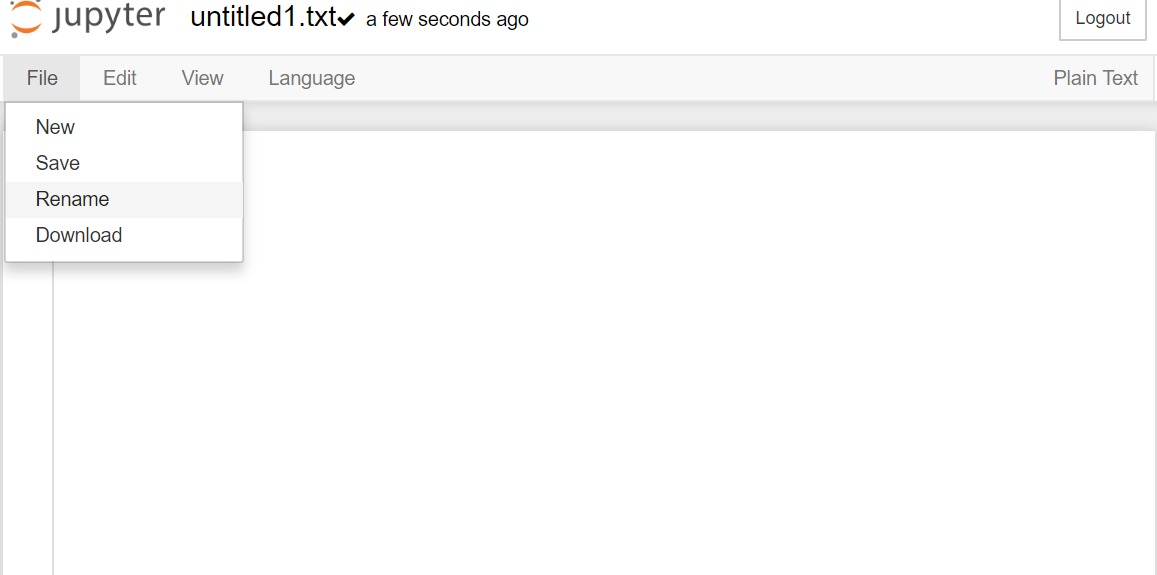 jupyter untitled1.txt✔ a few seconds ago Logout
File Edit View Language Plain Text
New
Save
Rename
Download